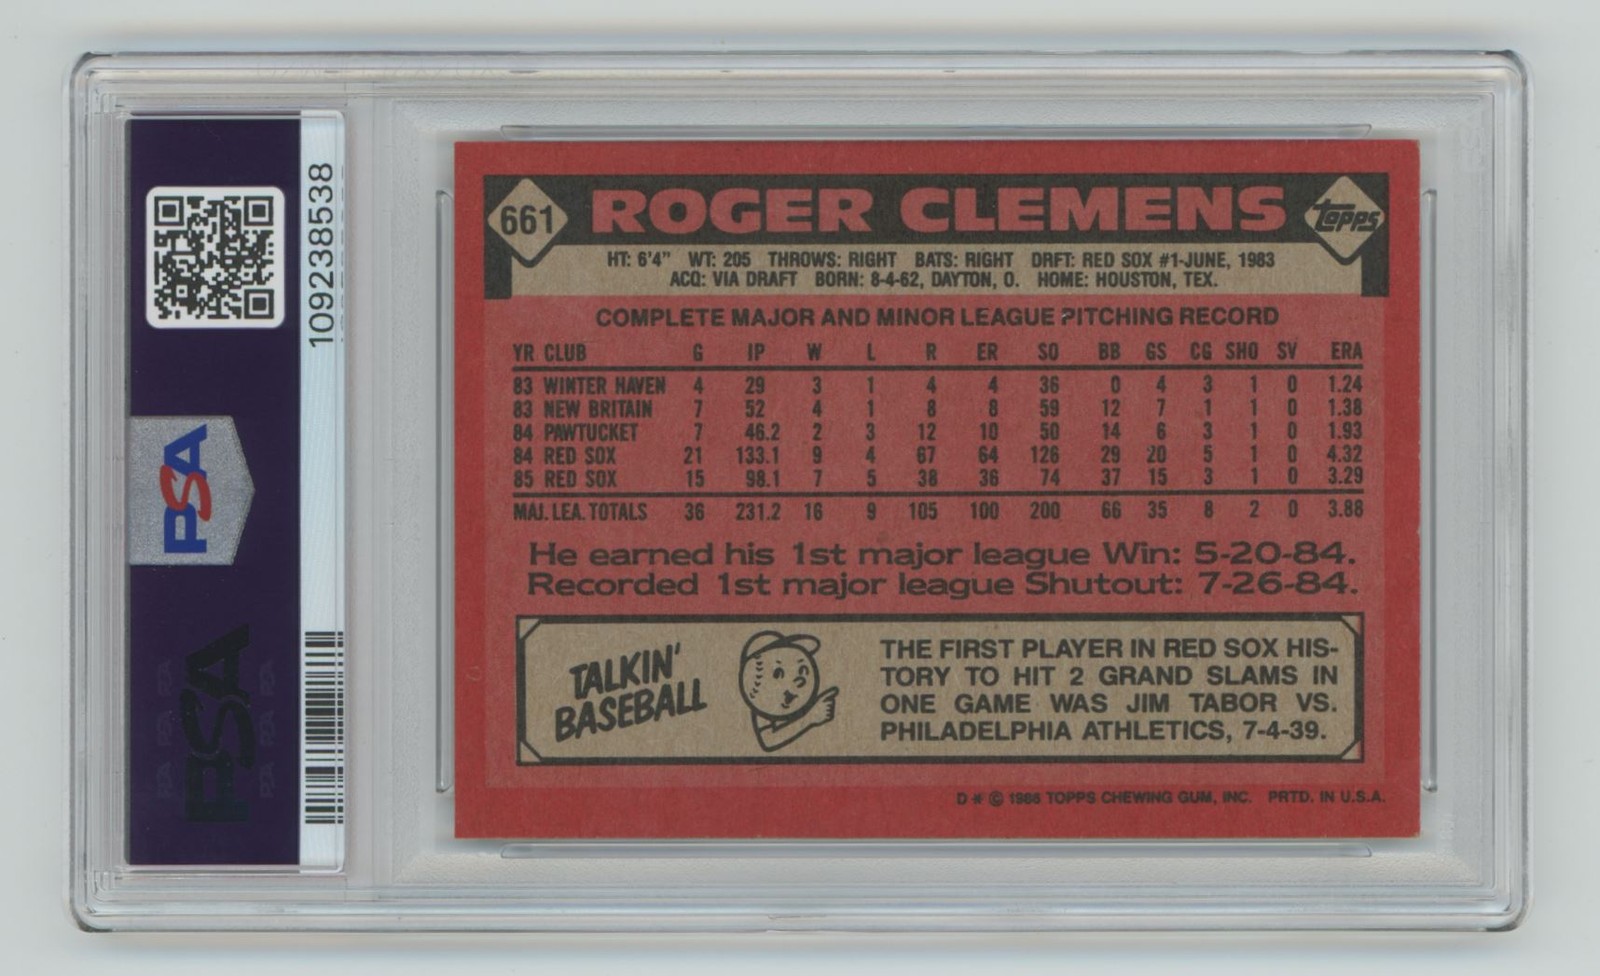 109238538
PSA
PSA
661 ROGER CLEMENS topps
HT: 6'4" WT: 205 THROWS: RIGHT BATS: RIGHT DRFT: RED SOX #1-JUNE, 1983
ACQ: VIA DRAFT BORN: 8-4-62, DAYTON, O. HOME: HOUSTON, TEX.
COMPLETE MAJOR AND MINOR LEAGUE PITCHING RECORD
YR CLUB G IP W L R ER SO BB GS CG SHO SV ERA
83 WINTER HAVEN 4 29 3 1 4 4 36 0 4 3 1 0 1.24
83 NEW BRITAIN 7 52 4 1 8 8 59 12 7 1 1 0 1.38
84 PAWTUCKET 7 46.2 2 3 12 10 50 14 6 3 1 0 1.93
84 RED SOX 21 133.1 9 4 67 64 126 29 20 5 1 0 4.32
85 RED SOX 15 98.1 7 5 38 36 74 37 15 3 1 0 3.29
MAJ. LEA. TOTALS 36 231.2 16 9 105 100 200 66 35 8 2 0 3.88
He earned his 1st major league Win: 5-20-84.
Recorded 1st major league Shutout: 7-26-84.
TALKIN'
BASEBALL
THE FIRST PLAYER IN RED SOX HIS-
TORY TO HIT 2 GRAND SLAMS IN
ONE GAME WAS JIM TABOR VS.
PHILADELPHIA ATHLETICS, 7-4-39.
D * © 1986 TOPPS CHEWING GUM, INC. PRTD. IN U.S.A.